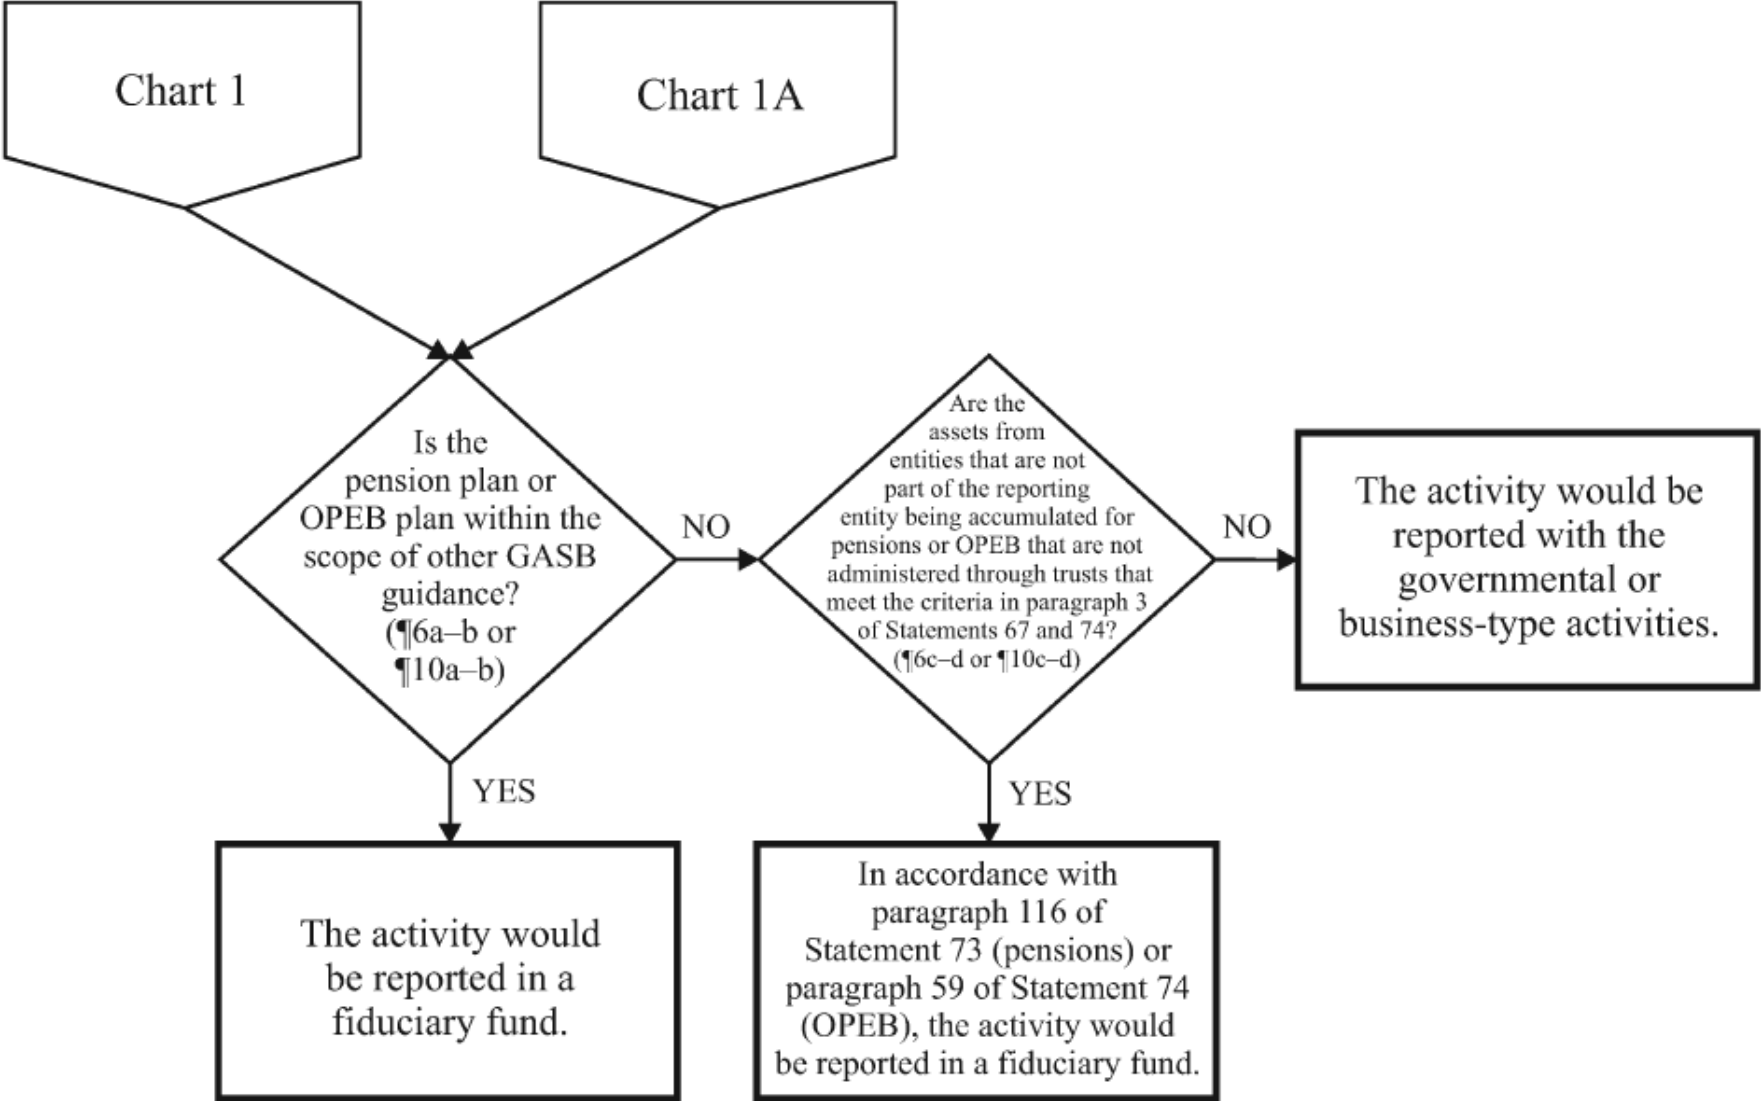 Chart 1
Chart 1A
Is the
pension plan or
OPEB plan within the
scope of other GASB
guidance?
(¶6a–b or
¶10a–b)
NO
Are the
assets from
entities that are not
part of the reporting
entity being accumulated for
pensions or OPEB that are not
administered through trusts that
meet the criteria in paragraph 3
of Statements 67 and 74?
(¶6c–d or ¶10c–d)
NO
The activity would be
reported with the
governmental or
business-type activities.
YES
YES
The activity would
be reported in a
fiduciary fund.
In accordance with
paragraph 116 of
Statement 73 (pensions) or
paragraph 59 of Statement 74
(OPEB), the activity would
be reported in a fiduciary fund.